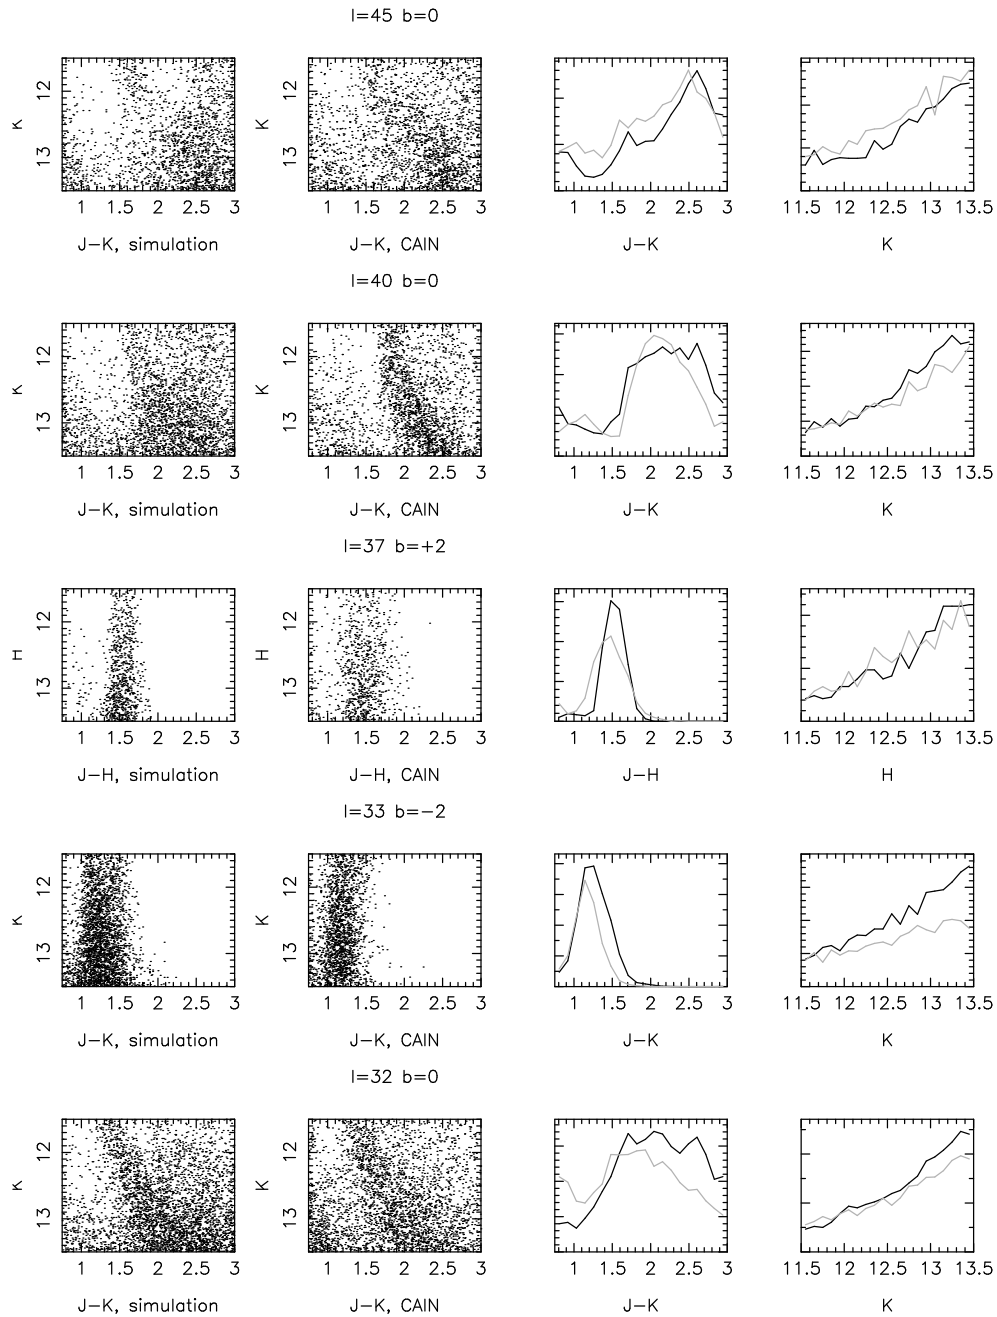 l=45 b=0
K 12 13
K 12 13
1 1.5 2 2.5 3
1 1.5 2 2.5 3
1 1.5 2 2.5 3
11.5 12 12.5 13 13.5
J−K, simulation
J−K, CAIN
J−K
K
l=40 b=0
K 12 13
K 12 13
1 1.5 2 2.5 3
1 1.5 2 2.5 3
1 1.5 2 2.5 3
11.5 12 12.5 13 13.5
J−K, simulation
J−K, CAIN
J−K
K
l=37 b=+2
H 12 13
H 12 13
1 1.5 2 2.5 3
1 1.5 2 2.5 3
1 1.5 2 2.5 3
11.5 12 12.5 13 13.5
J−H, simulation
J−H, CAIN
J−H
H
l=33 b=−2
K 12 13
K 12 13
1 1.5 2 2.5 3
1 1.5 2 2.5 3
1 1.5 2 2.5 3
11.5 12 12.5 13 13.5
J−K, simulation
J−K, CAIN
J−K
K
l=32 b=0
K 12 13
K 12 13
1 1.5 2 2.5 3
1 1.5 2 2.5 3
1 1.5 2 2.5 3
11.5 12 12.5 13 13.5
J−K, simulation
J−K, CAIN
J−K
K